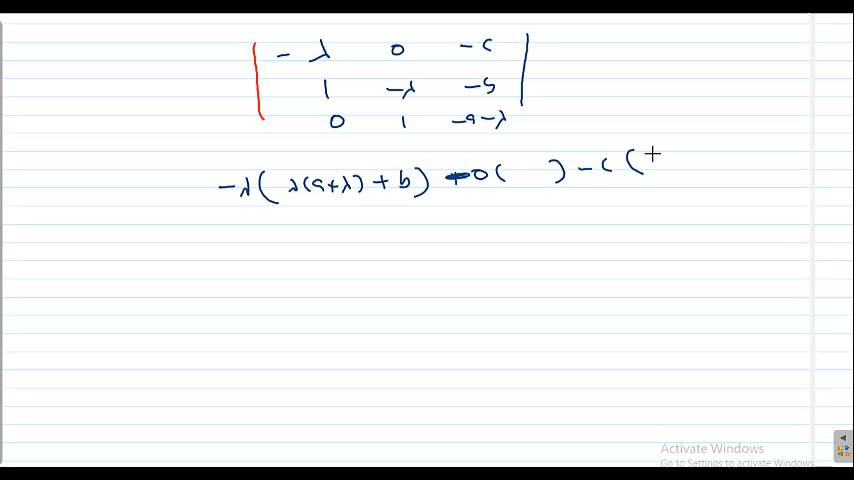 - λ 0 -c
1 -λ -b
0 1 -a-λ
-λ( λ(a+λ) + b) - 0( ) - c (
Activate Windows
Go to Settings to activate Windows.